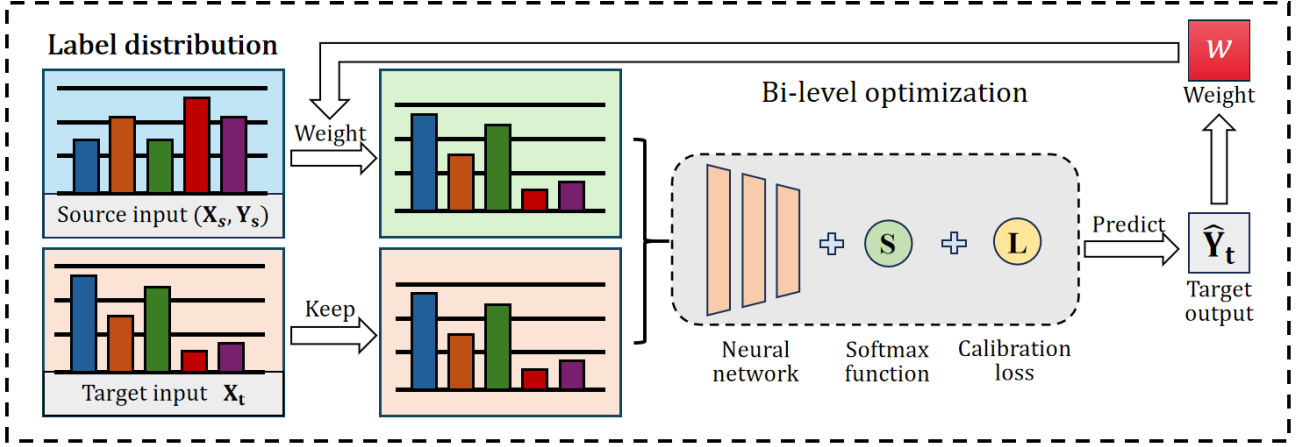 Label distribution
Source input (Xₛ, Yₛ)
Target input Xₜ
Weight
Keep
Bi-level optimization
Neural
network
Softmax
function
Calibration
loss
S
L
Predict
w
Weight
Ŷₜ
Target
output